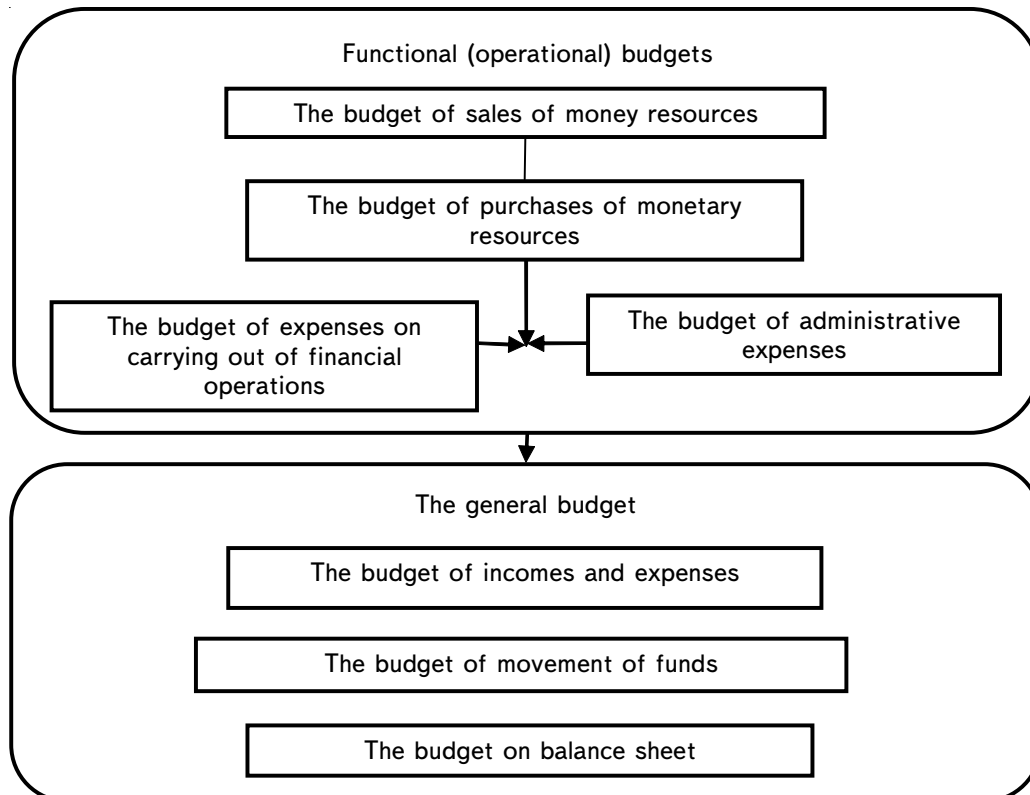 Functional (operational) budgets
The budget of sales of money resources
The budget of purchases of monetary
resources
The budget of expenses on
carrying out of financial
operations
The budget of administrative
expenses
The general budget
The budget of incomes and expenses
The budget of movement of funds
The budget on balance sheet